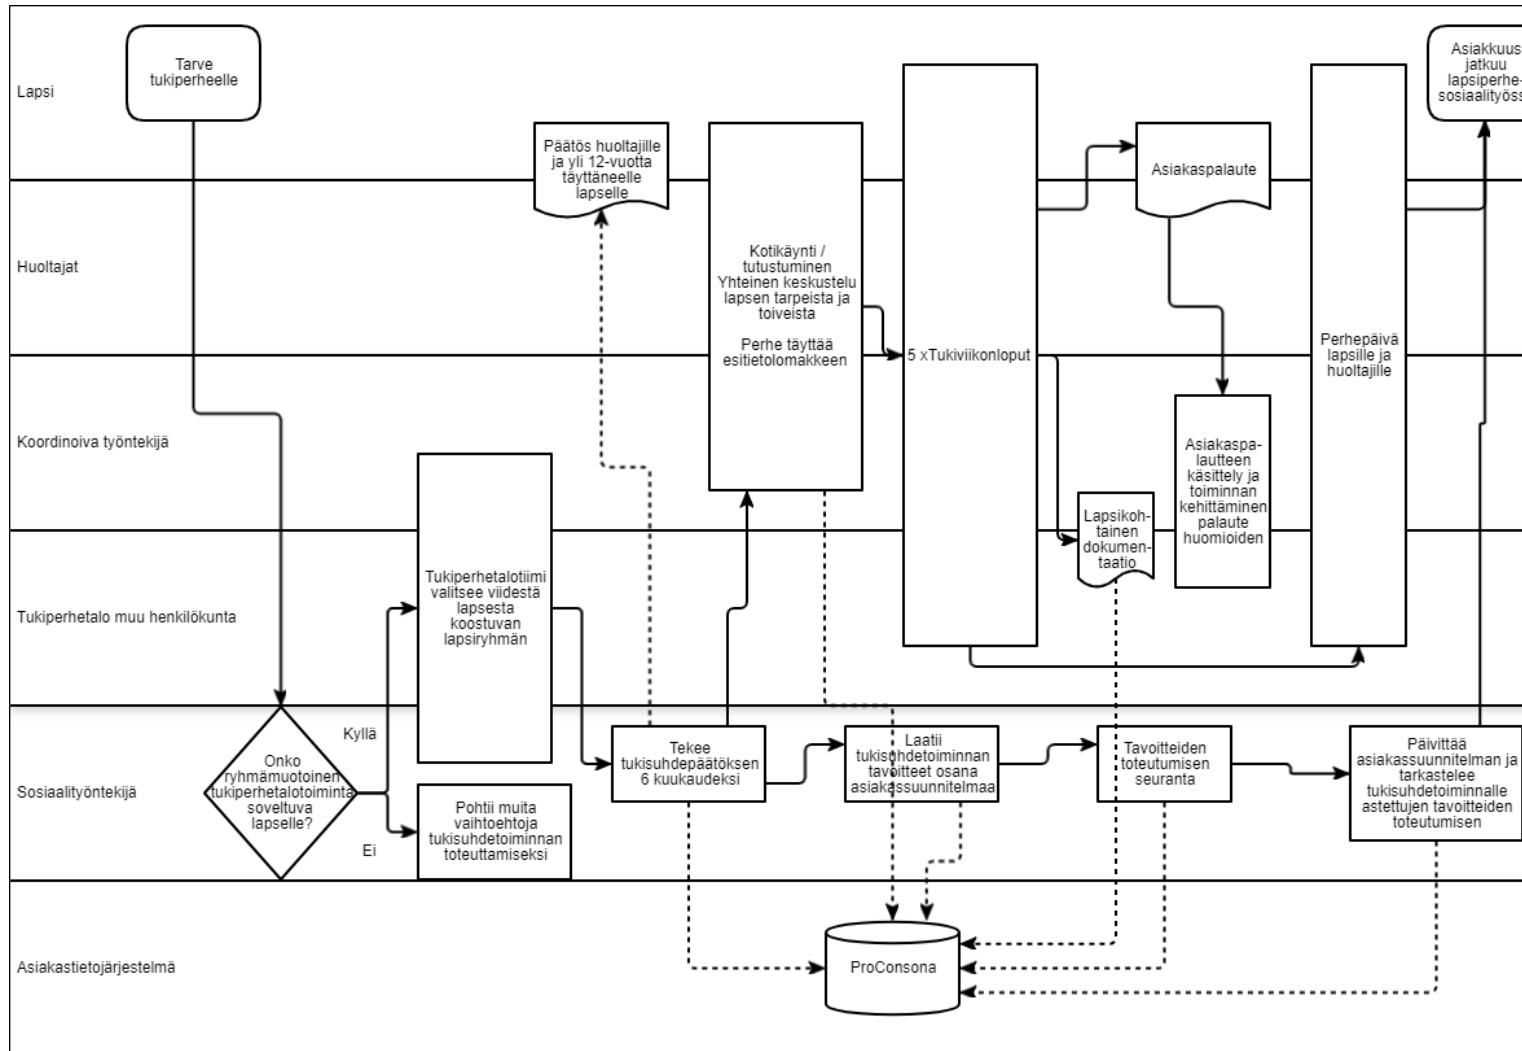 Tarve
tukiperheelle
Asiakkuus
jatkuu
lapsiperhe-
sosiaalityöss
Lapsi
Päätös huoltajille
ja yli 12-vuotta
täyttäneelle
lapselle
Asiakaspalaute
Huoltajat
Kotikäynti /
tutustuminen
Yhteinen keskustelu
lapsen tarpeista ja
toiveista
Perhe täyttää
esitietolomakkeen
5 xTukiviikonloput
Perhepäivä
lapsille ja
huoltajille
Koordinoiva työntekijä
Asiakaspa-
lautteen
käsittely ja
toiminnan
kehittäminen
palaute
huomioiden
Lapsikoh-
tainen
dokumen-
taatio
Tukiperhetalo muu henkilökunta
Tukiperhetalotiimi
valitsee viidestä
lapsesta
koostuvan
lapsiryhmän
Sosiaalityöntekijä
Onko
ryhmämuotoinen
tukiperhetalotoiminta
soveltuva
lapselle?
Kyllä
Ei
Pohtii muita
vaihtoehtoja
tukisuhdetoiminnan
toteuttamiseksi
Tekee
tukisuhdepäätöksen
6 kuukaudeksi
Laatii
tukisuhdetoiminnan
tavoitteet osana
asiakassuunnitelmaa
Tavoitteiden
toteutumisen
seuranta
Päivittää
asiakassuunnitelman ja
tarkastelee
tukisuhdetoiminnalle
astettujen tavoitteiden
toteutumisen
Asiakastietojärjestelmä
ProConsona